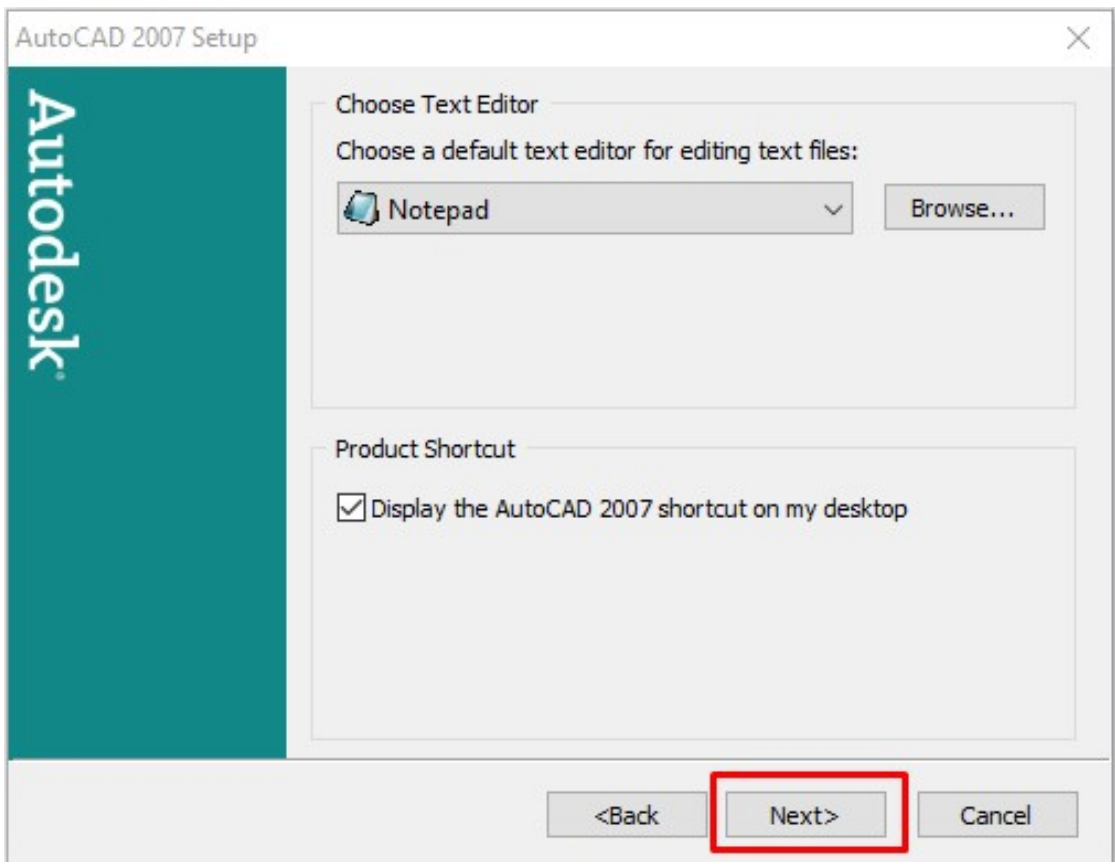 AutoCAD 2007 Setup
Autodesk®
Choose Text Editor
Choose a default text editor for editing text files:
Notepad
Browse...
Product Shortcut
Display the AutoCAD 2007 shortcut on my desktop
<Back
Next>
Cancel